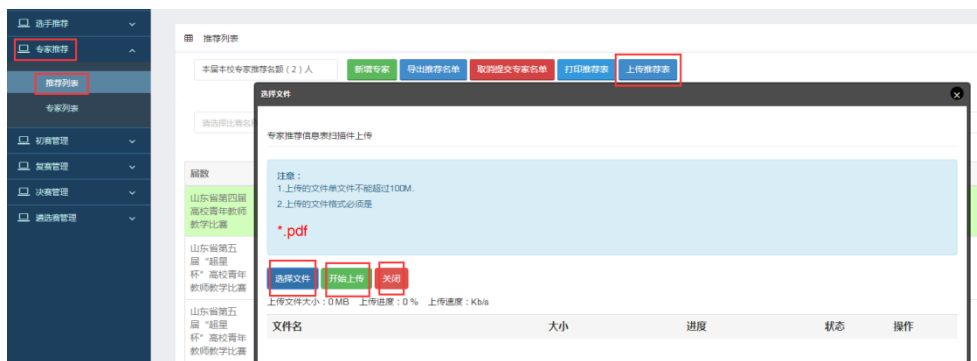 选手推荐
专家推荐
推荐列表
专家列表
初赛管理
复赛管理
决赛管理
遴选赛管理
推荐列表
本届本校专家推荐名额（2）人
新增专家
导出推荐名单
取消提交专家名单
打印推荐表
上传推荐表
请选择比赛名
届数
山东省第四届
高校青年教师
教学比赛
山东省第五
届“超星
杯”高校青年
教师教学比赛
山东省第五
届“超星
杯”高校青年
教师教学比赛
选择文件
专家推荐信息表扫描件上传
注意：
1.上传的文件单文件不能超过100M.
2.上传的文件格式必须是
*.pdf
选择文件
开始上传
关闭
上传文件大小：0MB 上传进度：0 % 上传速度：Kb/s
文件名 大小 进度 状态 操作